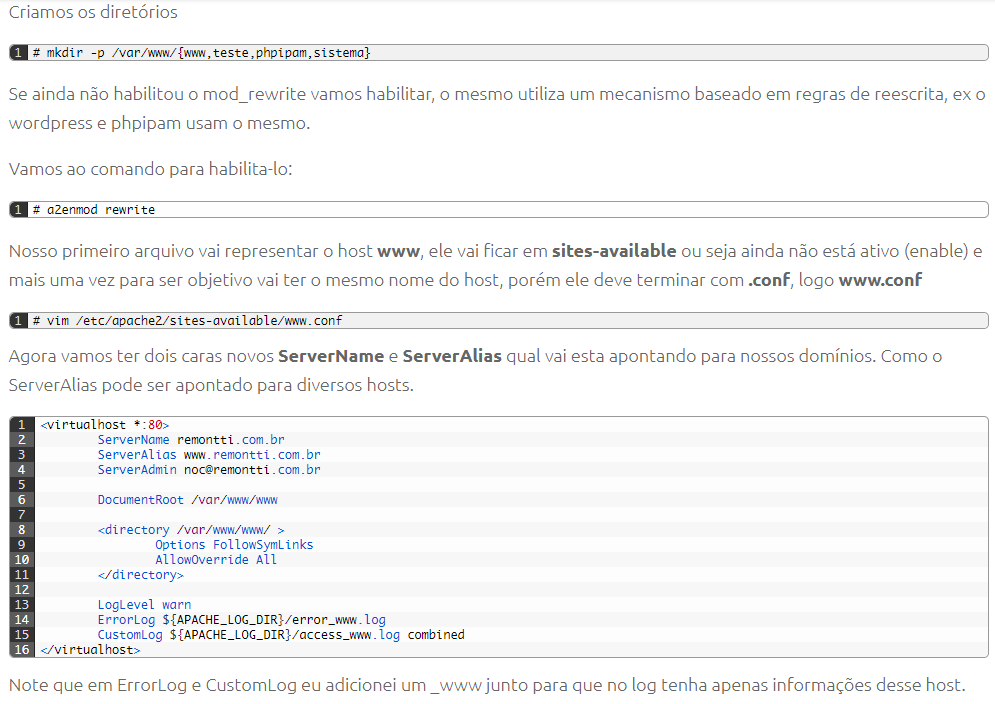 Criamos os diretórios
1 # mkdir -p /var/www/{www,teste,phpipam,sistema}
Se ainda não habilitou o mod_rewrite vamos habilitar, o mesmo utiliza um mecanismo baseado em regras de reescrita, ex o
wordpress e phpipam usam o mesmo.
Vamos ao comando para habilita-lo:
1 # a2enmod rewrite
Nosso primeiro arquivo vai representar o host www, ele vai ficar em sites-available ou seja ainda não está ativo (enable) e
mais uma vez para ser objetivo vai ter o mesmo nome do host, porém ele deve terminar com .conf, logo www.conf
1 # vim /etc/apache2/sites-available/www.conf
Agora vamos ter dois caras novos ServerName e ServerAlias qual vai esta apontando para nossos domínios. Como o
ServerAlias pode ser apontado para diversos hosts.
1 <virtualhost *:80>
2 ServerName remontti.com.br
3 ServerAlias www.remontti.com.br
4 ServerAdmin noc@remontti.com.br
5
6 DocumentRoot /var/www/www
7
8 <directory /var/www/www/ >
9 Options FollowSymLinks
10 AllowOverride All
11 </directory>
12
13 LogLevel warn
14 ErrorLog ${APACHE_LOG_DIR}/error_www.log
15 CustomLog ${APACHE_LOG_DIR}/access_www.log combined
16 </virtualhost>
Note que em ErrorLog e CustomLog eu adicionei um _www junto para que no log tenha apenas informações desse host.